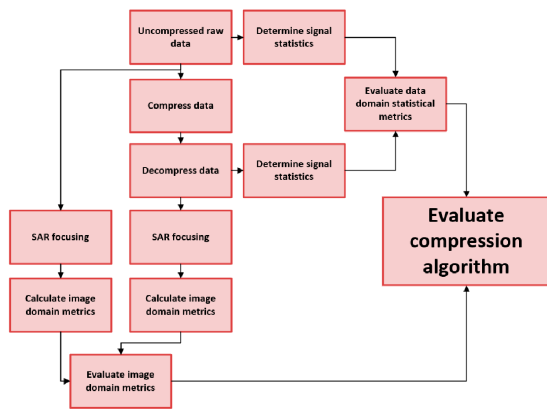 Uncompressed raw
data
Determine signal
statistics
Compress data
Evaluate data
domain statistical
metrics
Decompress data
Determine signal
statistics
SAR focusing
SAR focusing
Evaluate
compression
algorithm
Calculate image
domain metrics
Calculate image
domain metrics
Evaluate image
domain metrics